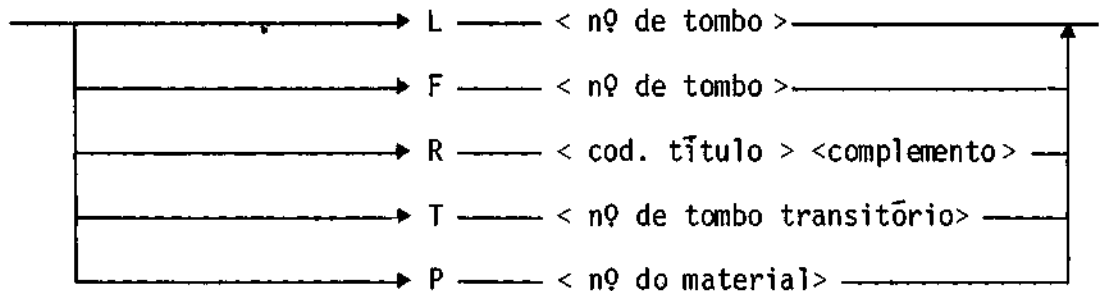 L < nº de tombo >
F < nº de tombo >
R < cod. título > <complemento>
T < nº de tombo transitório>
P < nº do material>